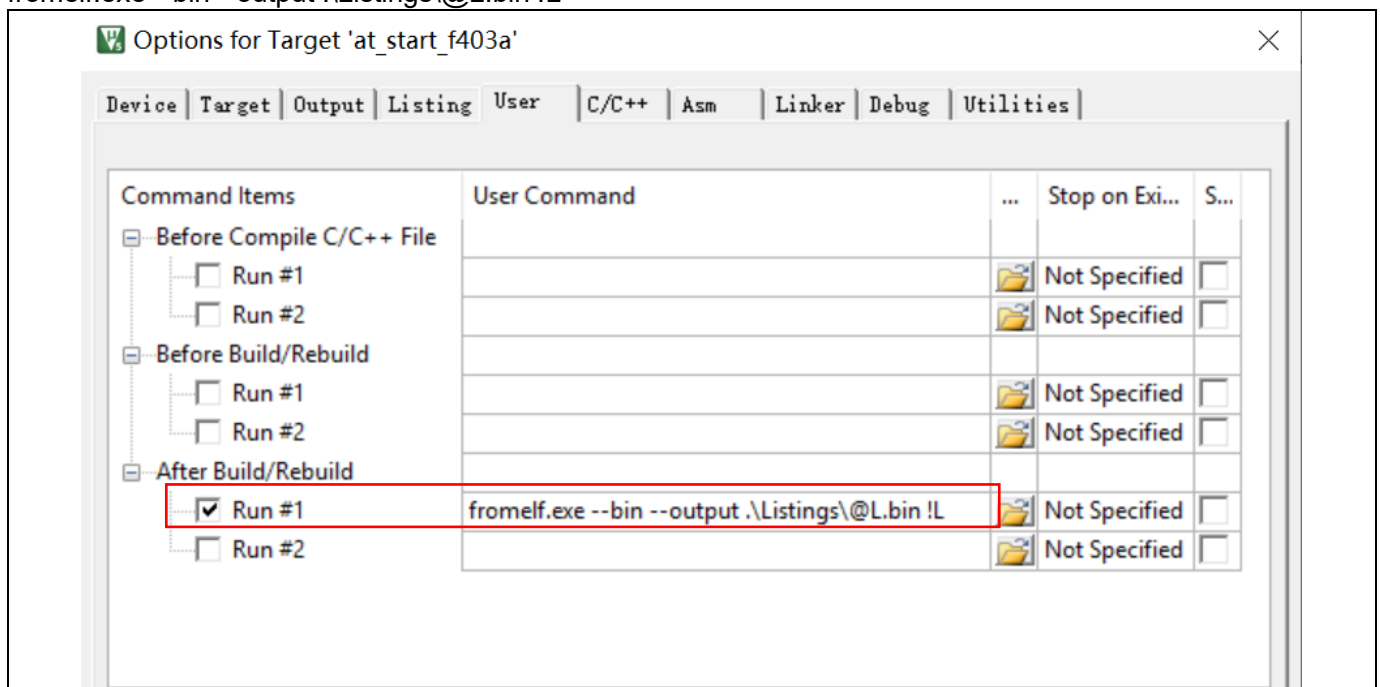 Options for Target 'at_start_f403a'
Device Target Output Listing User C/C++ Asm Linker Debug Utilities
Command Items User Command ... Stop on Exi... S...
Before Compile C/C++ File
Run #1 Not Specified
Run #2 Not Specified
Before Build/Rebuild
Run #1 Not Specified
Run #2 Not Specified
After Build/Rebuild
Run #1 fromelf.exe --bin --output .\Listings\@L.bin !L Not Specified
Run #2 Not Specified